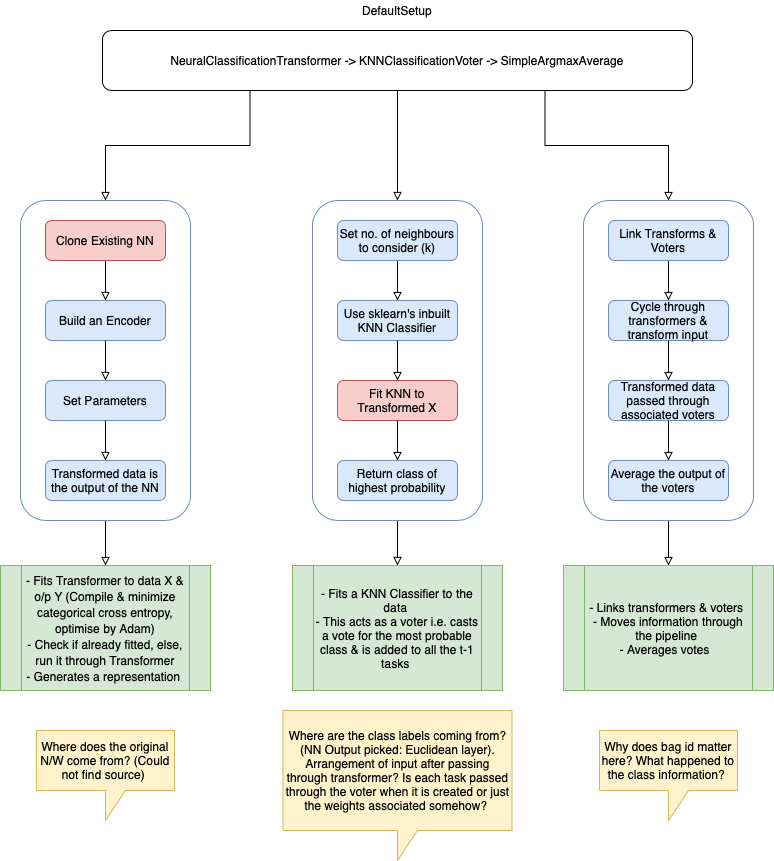 DefaultSetup
NeuralClassificationTransformer -> KNNClassificationVoter -> SimpleArgmaxAverage
Clone Existing NN
Build an Encoder
Set Parameters
Transformed data is
the output of the NN
Set no. of neighbours
to consider (k)
Use sklearn's inbuilt
KNN Classifier
Fit KNN to
Transformed X
Return class of
highest probability
Link Transforms &
Voters
Cycle through
transformers &
transform input
Transformed data
passed through
associated voters
Average the output of
the voters
- Fits Transformer to data X &
o/p Y (Compile & minimize
categorical cross entropy,
optimise by Adam)
- Check if already fitted, else,
run it through Transformer
- Generates a representation
- Fits a KNN Classifier to the
data
- This acts as a voter i.e. casts
a vote for the most probable
class & is added to all the t-1
tasks
- Links transformers & voters
- Moves information through
the pipeline
- Averages votes
Where does the original
N/W come from? (Could
not find source)
Where are the class labels coming from?
(NN Output picked: Euclidean layer).
Arrangement of input after passing
through transformer? Is each task passed
through the voter when it is created or just
the weights associated somehow?
Why does bag id matter
here? What happened to
the class information?